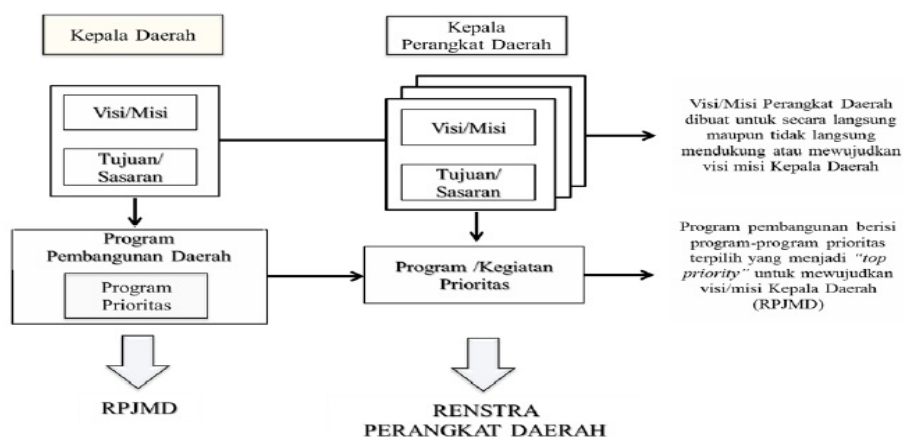 Kepala Daerah
Kepala
Perangkat Daerah
Visi/Misi
Tujuan/
Sasaran
Visi/Misi
Tujuan/
Sasaran
Visi/Misi Perangkat Daerah
dibuat untuk secara langsung
maupun tidak langsung
mendukung atau mewujudkan
visi misi Kepala Daerah
Program
Pembangunan Daerah
Program
Prioritas
Program /Kegiatan
Prioritas
Program pembangunan berisi
program-program prioritas
terpilih yang menjadi “top
priority” untuk mewujudkan
visi/misi Kepala Daerah
(RPJMD)
RPJMD
RENSTRA
PERANGKAT DAERAH